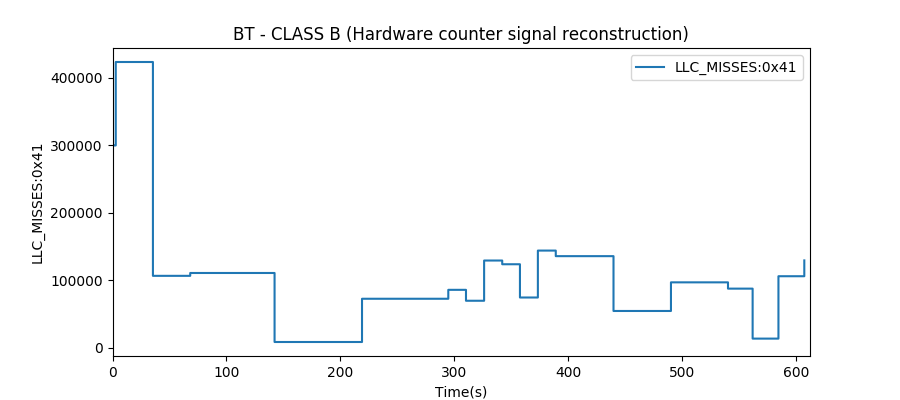 BT - CLASS B (Hardware counter signal reconstruction)
LLC_MISSES:0x41
400000
300000
200000
100000
0
LLC_MISSES:0x41
0 100 200 300 400 500 600
Time(s)